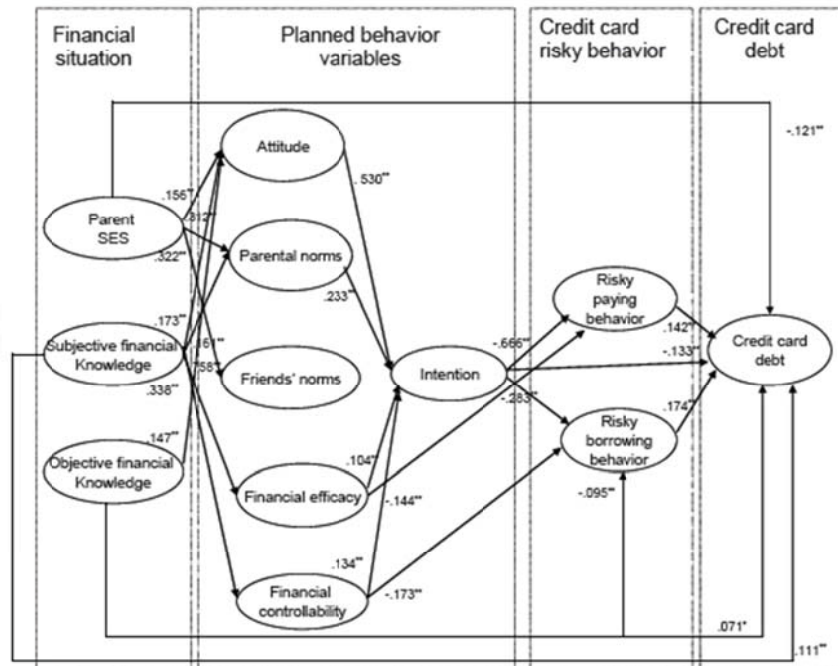 Financial
situation
Planned behavior
variables
Credit card
risky behavior
Credit card
debt
-.121**
Attitude
.530**
.156**
.312**
Parent
SES
.322**
Parental norms
.233**
Risky
paying
behavior
-.666**
.142**
-.133**
.173**
.161**
Subjective financial
Knowledge
.338**
.58**
Friends' norms
Intention
-.283**
Credit card
debt
.174**
.147**
Objective financial
Knowledge
.104**
Financial efficacy
-.144**
Risky
borrowing
behavior
-.095**
.134**
Financial
controllability
-.173**
.071*
.111**